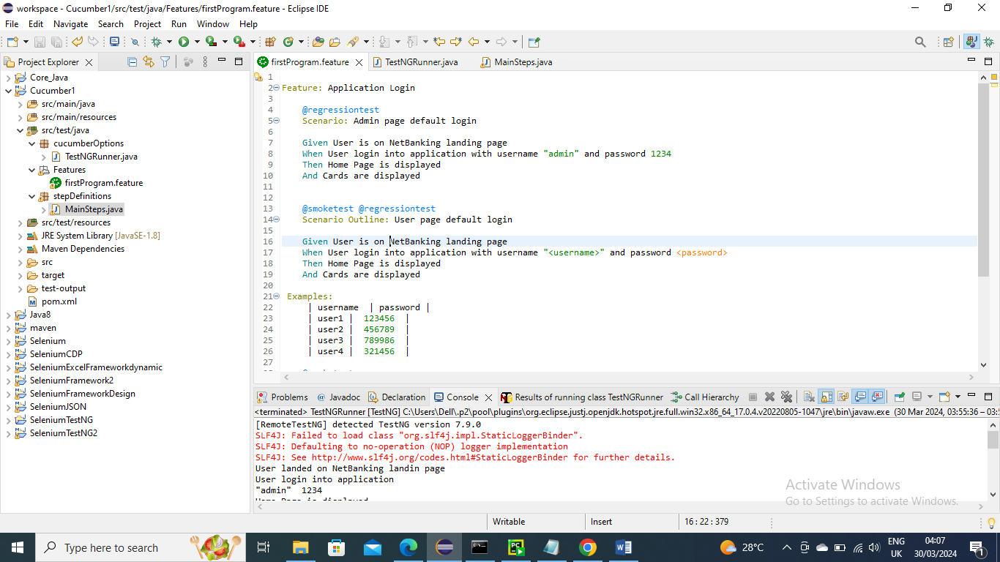 workspace - Cucumber1/src/test/java/Features/firstProgram.feature - Eclipse IDE
File Edit Navigate Search Project Run Window Help
Project Explorer
firstProgram.feature TestNGRunner.java MainSteps.java
Core_Java
Cucumber1
src/main/java
src/main/resources
src/test/java
cucumberOptions
TestNGRunner.java
Features
firstProgram.feature
stepDefinitions
MainSteps.java
src/test/resources
JRE System Library [JavaSE-1.8]
Maven Dependencies
src
target
test-output
pom.xml
Java8
maven
Selenium
SeleniumCDP
SeleniumExcelFrameworkdynamic
SeleniumFramework2
SeleniumFrameworkDesign
SeleniumJSON
SeleniumTestNG
SeleniumTestNG2
1
2 Feature: Application Login
3
4 @regressiontest
5 Scenario: Admin page default login
6
7 Given User is on NetBanking landing page
8 When User login into application with username "admin" and password 1234
9 Then Home Page is displayed
10 And Cards are displayed
11
12
13 @smoketest @regressiontest
14 Scenario Outline: User page default login
15
16 Given User is on NetBanking landing page
17 When User login into application with username "<username>" and password <password>
18 Then Home Page is displayed
19 And Cards are displayed
20
21 Examples:
22 | username | password |
23 | user1 | 123456 |
24 | user2 | 456789 |
25 | user3 | 789986 |
26 | user4 | 321456 |
27
Problems @ Javadoc Declaration Console Results of running class TestNGRunner Call Hierarchy
<terminated> TestNGRunner [TestNG] C:\Users\Dell\.p2\pool\plugins\org.eclipse.justj.openjdk.hotspot.jre.full.win32.x86_64_17.0.4.v20220805-1047\jre\bin\javaw.exe (30 Mar 2024, 03:55:36 – 03:5
[RemoteTestNG] detected TestNG version 7.9.0
SLF4J: Failed to load class "org.slf4j.impl.StaticLoggerBinder".
SLF4J: Defaulting to no-operation (NOP) logger implementation
SLF4J: See http://www.slf4j.org/codes.html#StaticLoggerBinder for further details.
User landed on NetBanking landin page
User login into application
"admin" 1234
Home Page is displayed
Activate Windows
Go to Settings to activate Windows.
Writable Insert 16 : 22 : 379
Type here to search
28°C
ENG
UK
04:07
30/03/2024
1